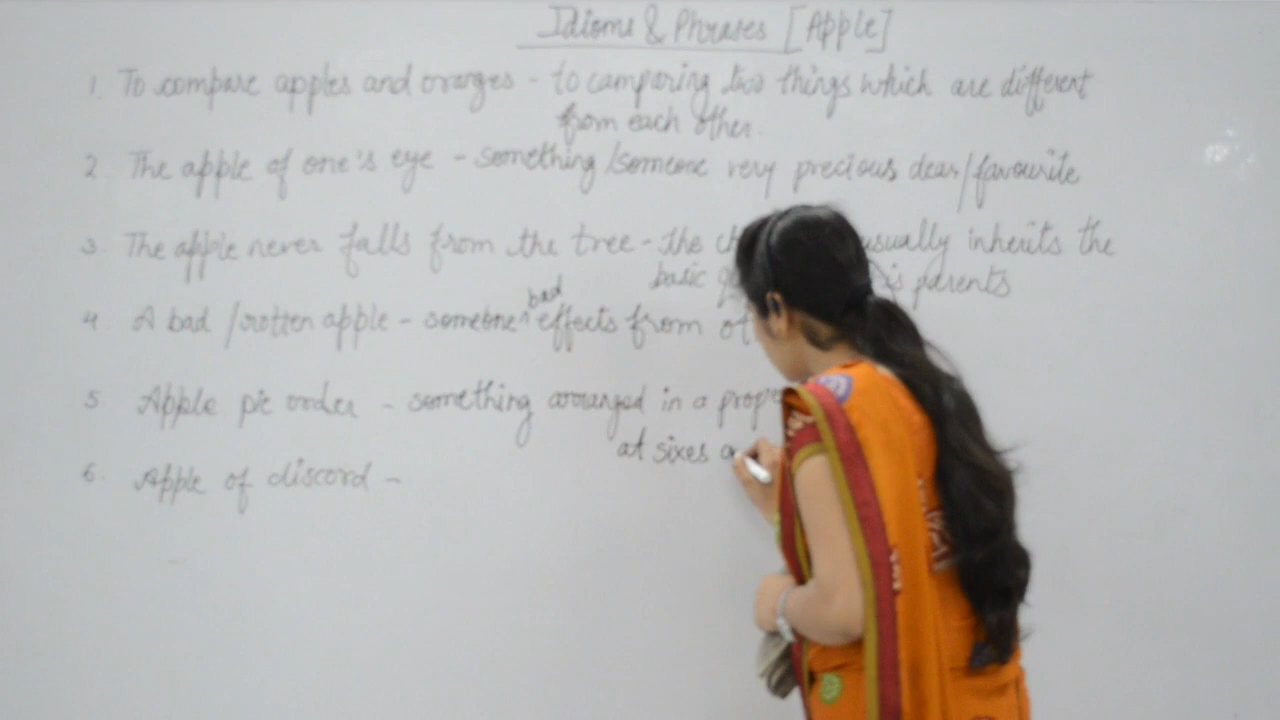 Idioms & Phrases [Apple]
1. To compare apples and oranges - to camparing two things which are different
from each other.
2. The apple of one's eye - something/someone very precious dear/favourite
3. The apple never falls from the tree - the usually inherits the
basic parents
bad
4. A bad /rotten apple - someone ^ effects from
5. Apple pie order - something arranged in a
at sixes
6. Apple of discord -